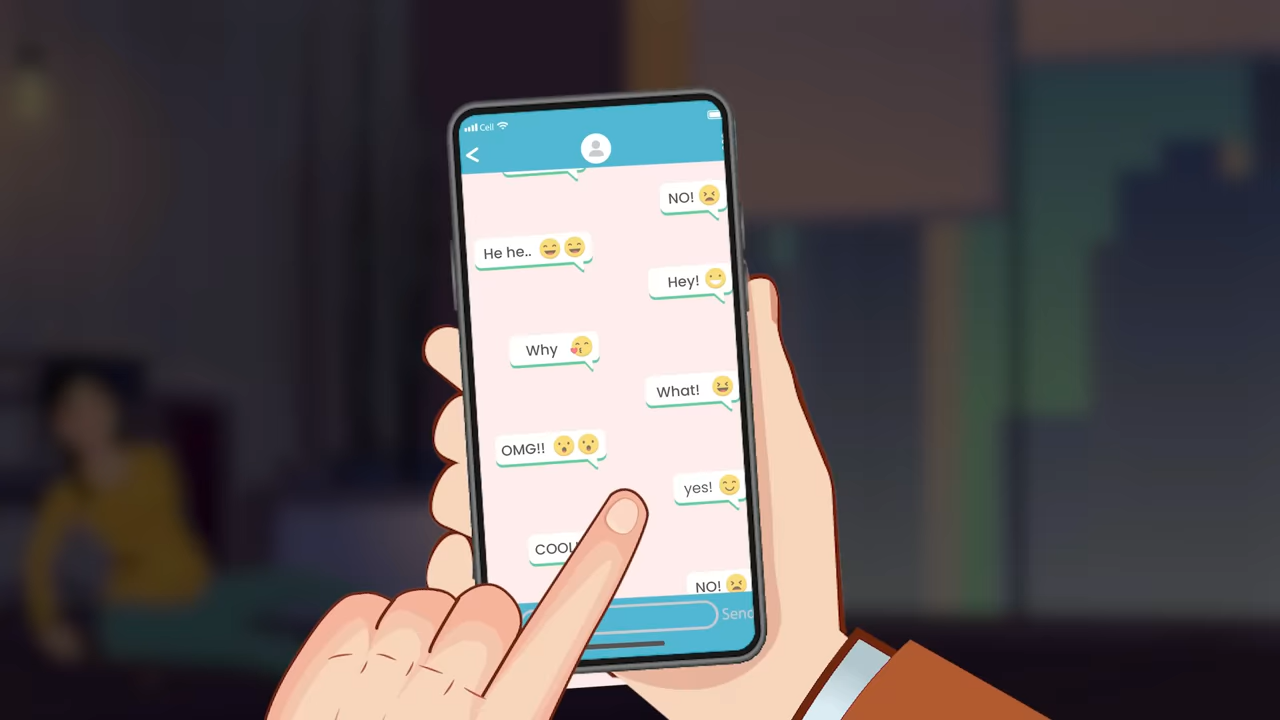 Cell
NO!
He he..
Hey!
Why
What!
OMG!!
yes!
COOL
NO!
Send